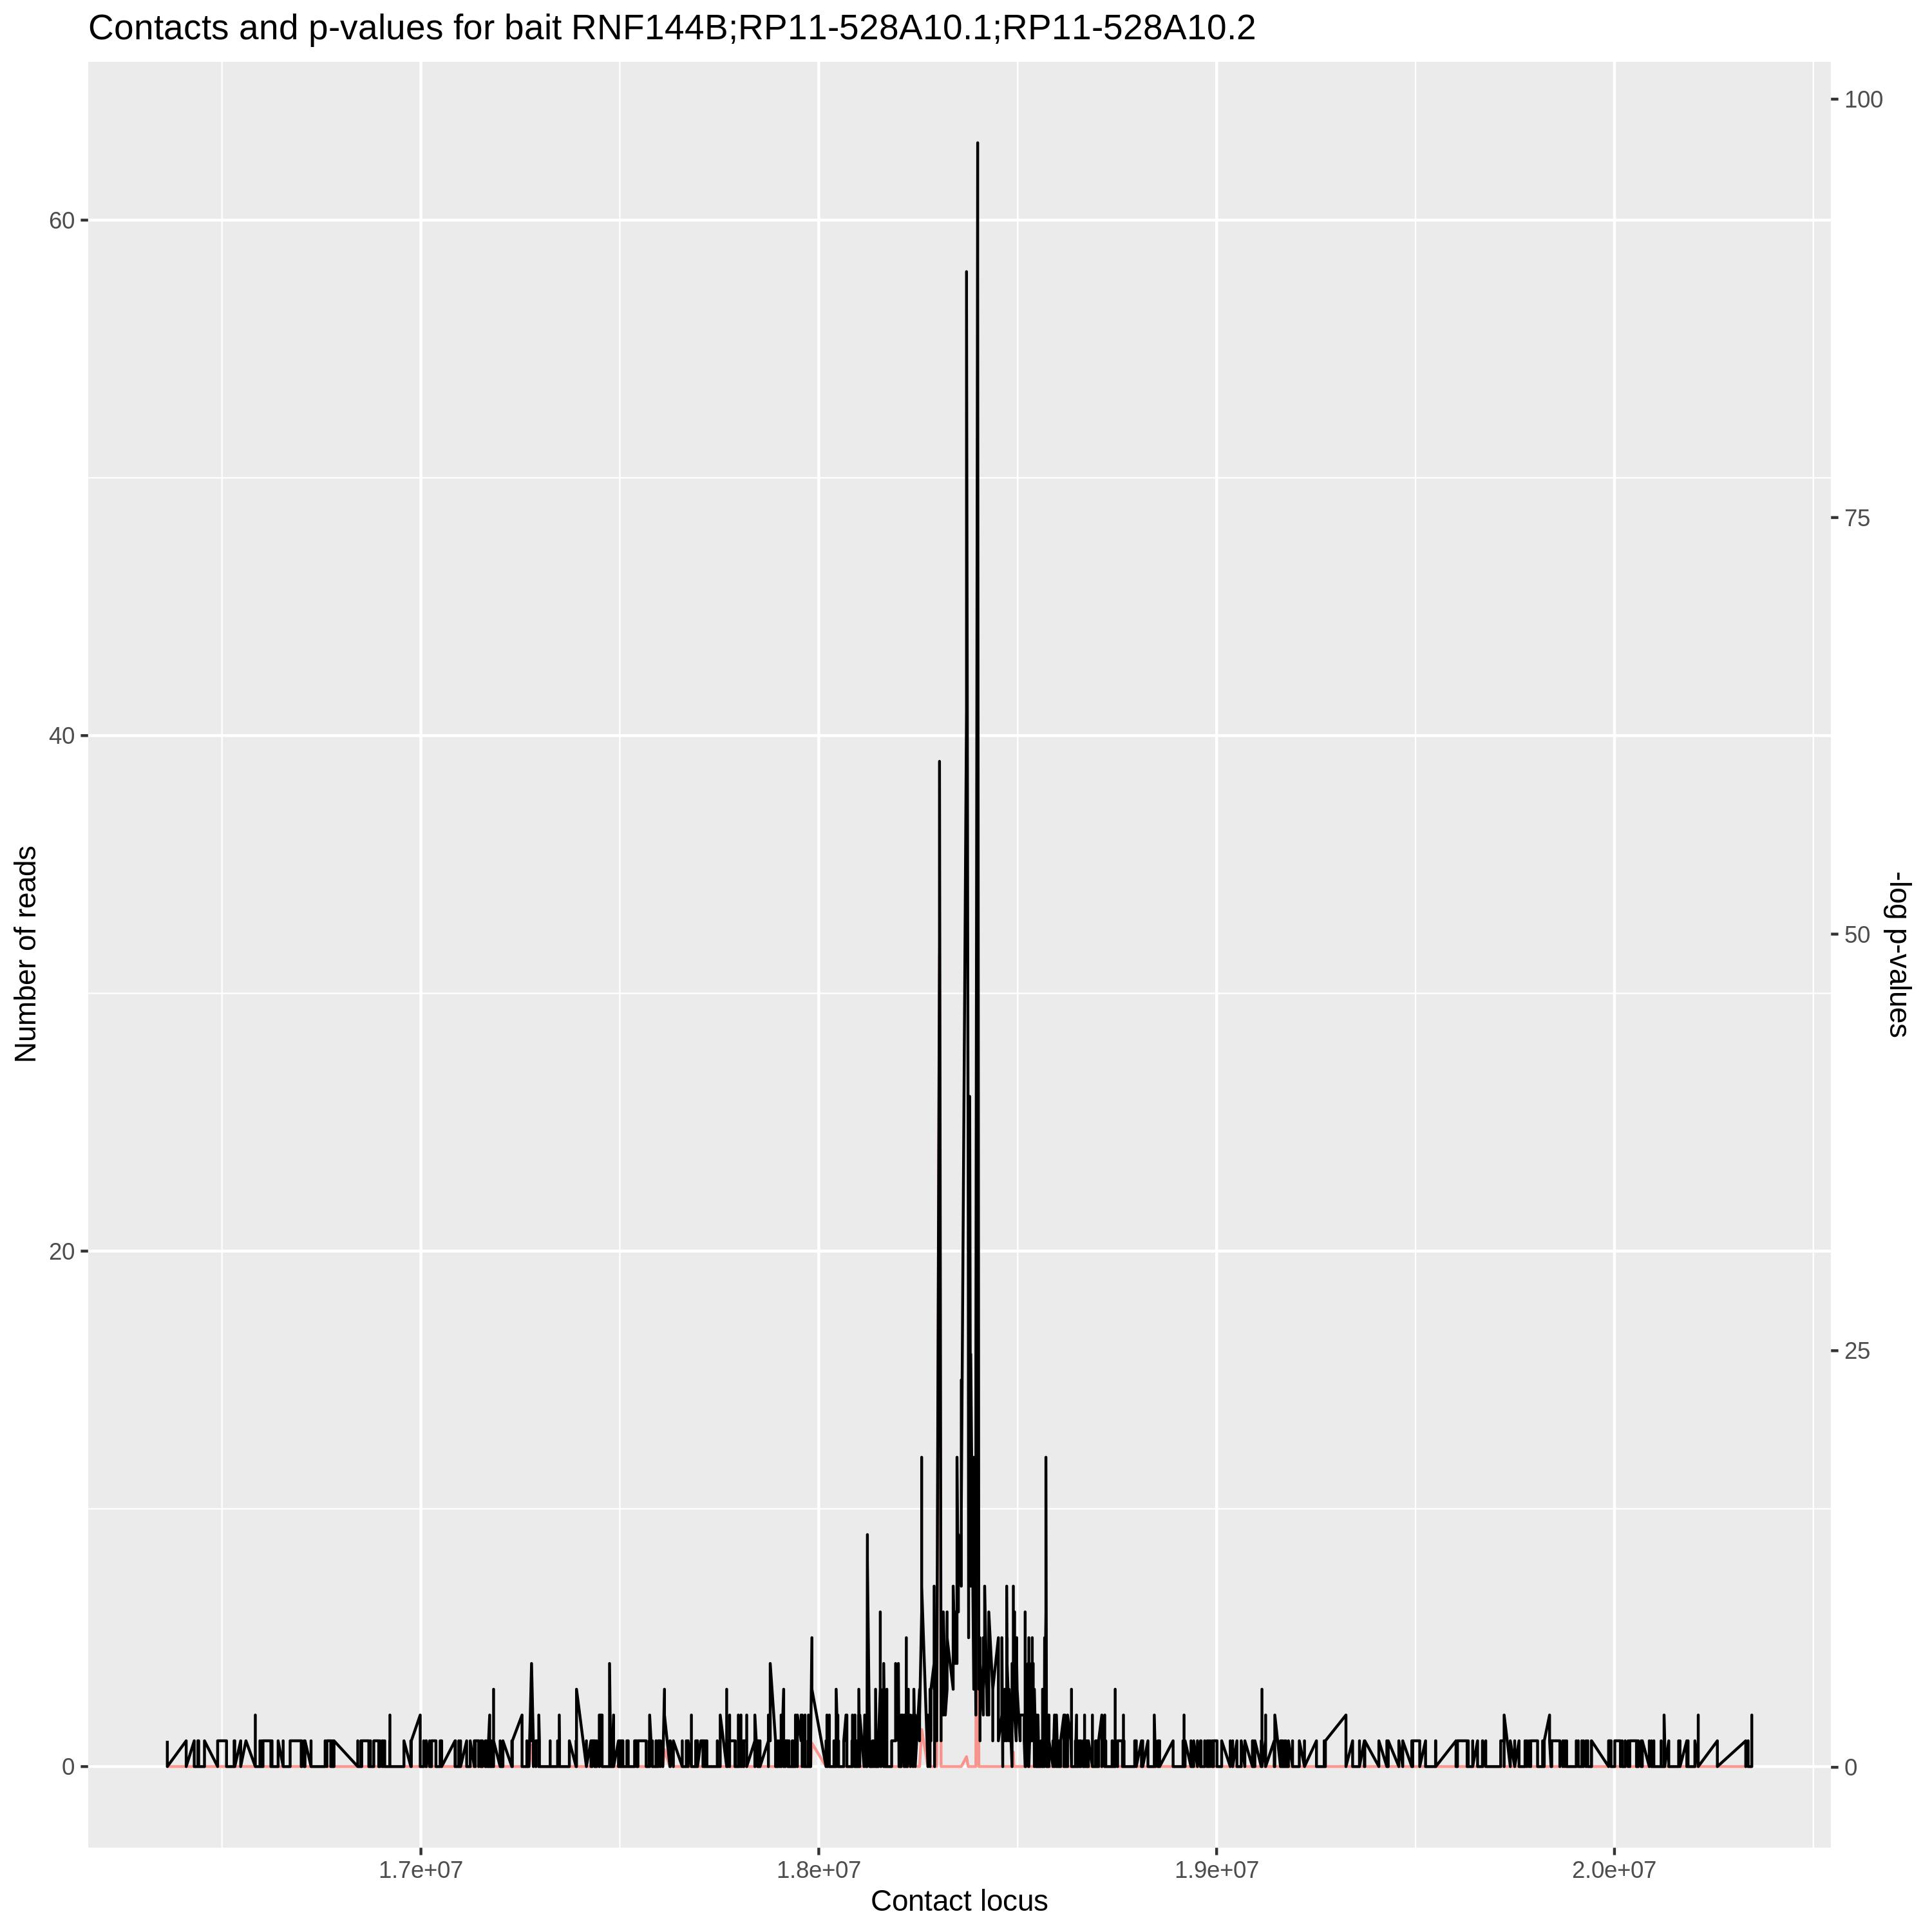 Contacts and p-values for bait RNF144B;RP11-528A10.1;RP11-528A10.2
100
60
75
40
Number of reads
-log p-values
50
20
25
0
0
1.7e+07
1.8e+07
1.9e+07
2.0e+07
Contact locus